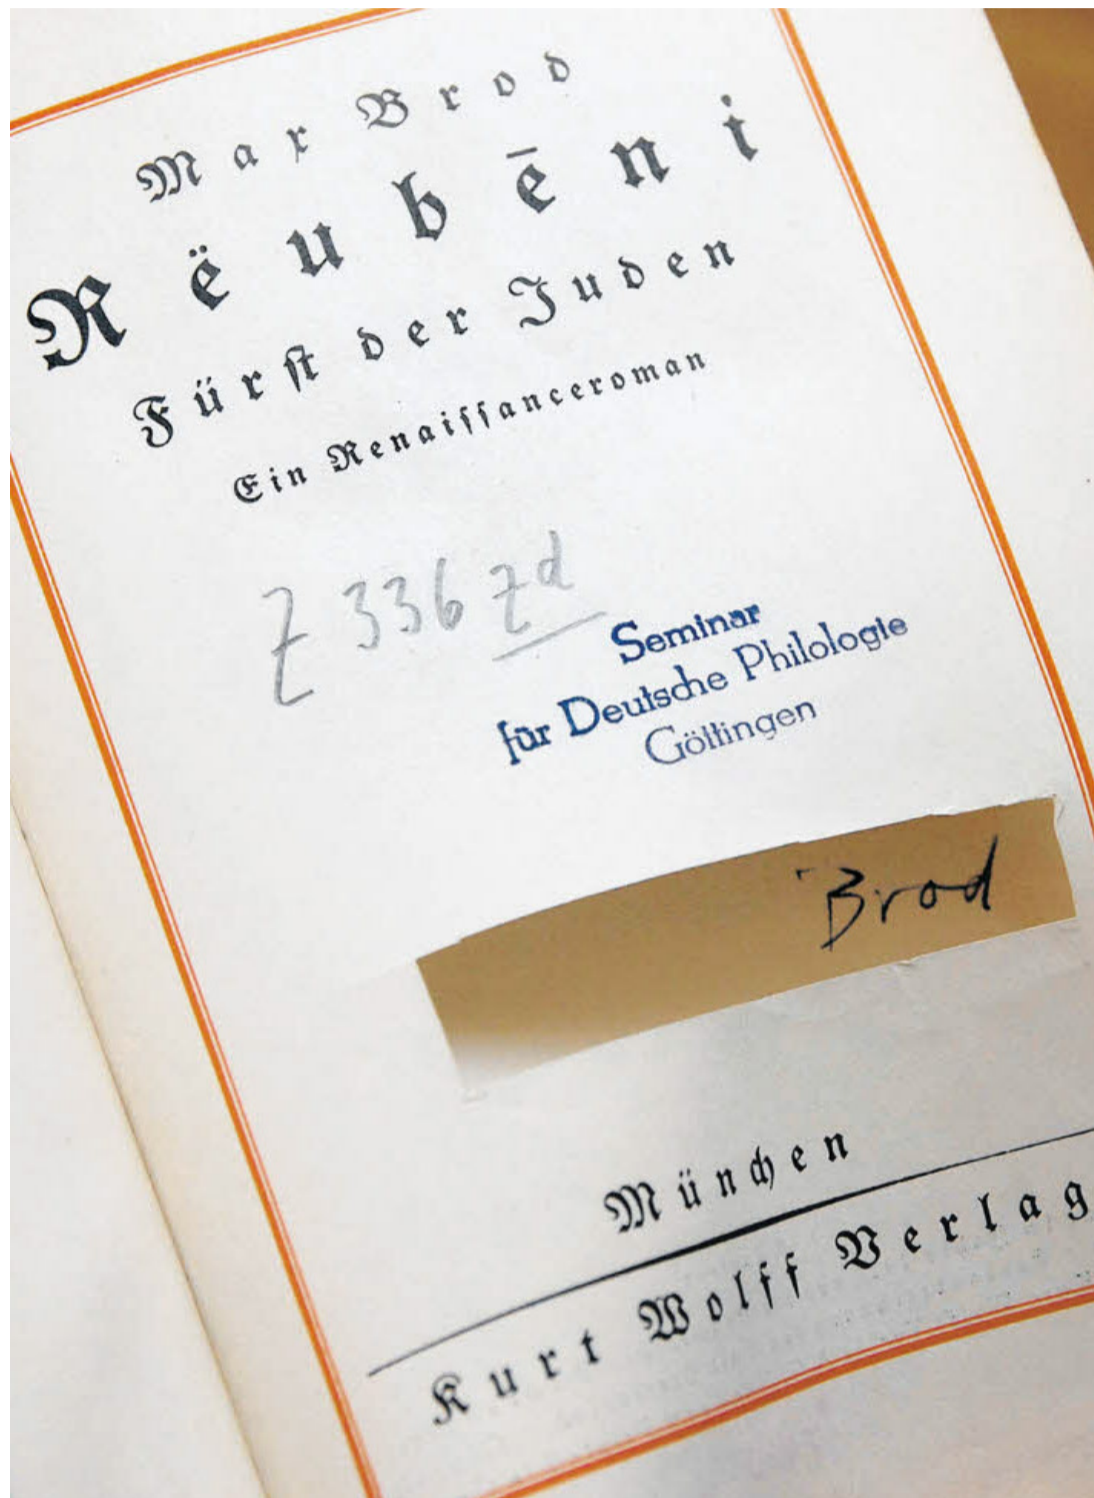 Max Brod
Rëubēni
Fürst der Juden
Ein Renaissanceroman
Z 336 zd
Seminar
für Deutsche Philologie
Göttingen
Brod
München
Kurt Wolff Verlag